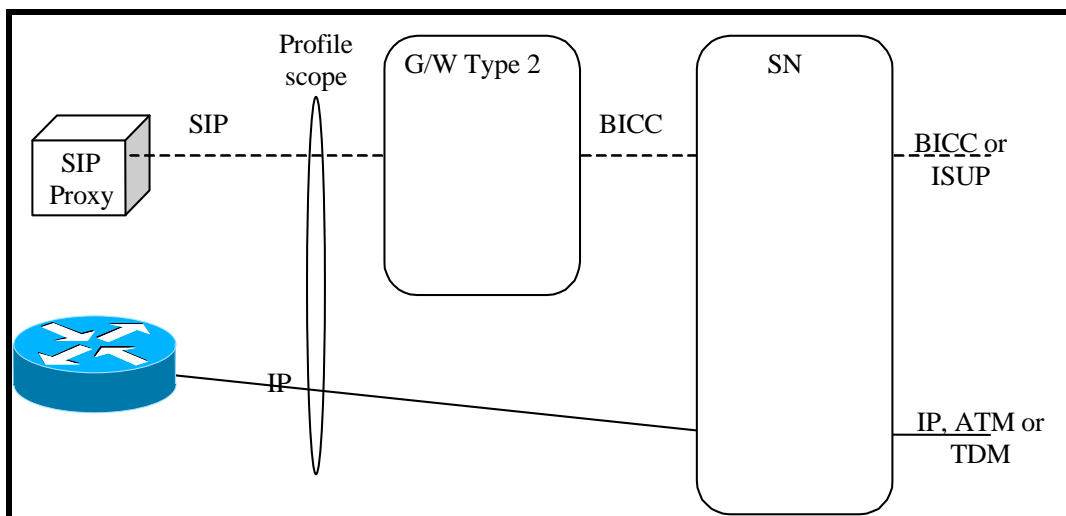 Profile
scope
G/W Type 2
SN
SIP
BICC
SIP
Proxy
BICC or
ISUP
IP
IP, ATM or
TDM